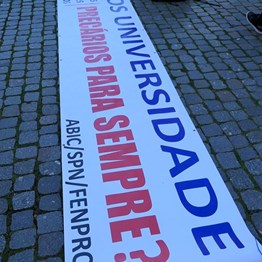 OS UNIVERSIDADE
PRECÁRIOS PARA SEMPRE?
ABIC/SPN/FENPRO